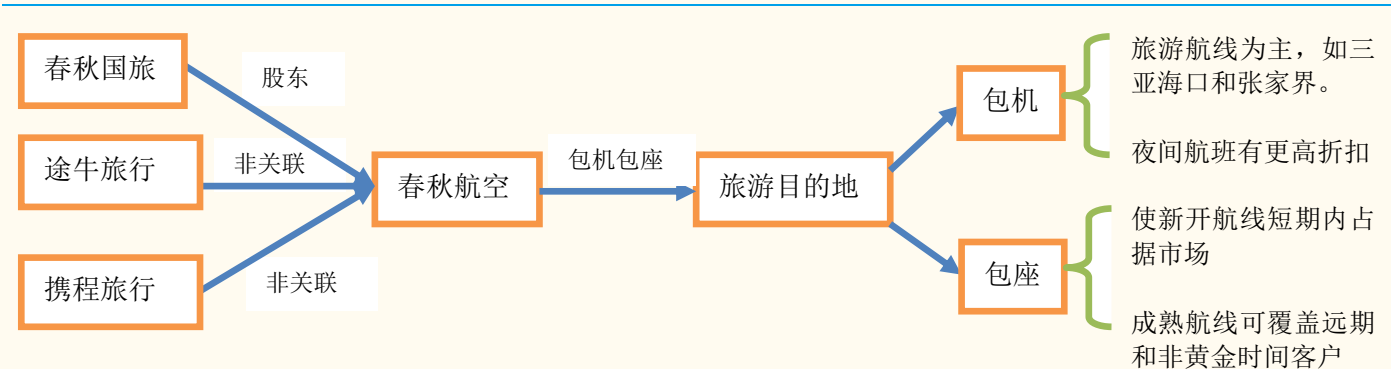 春秋国旅
股东
途牛旅行
非关联
携程旅行
非关联
春秋航空
包机包座
旅游目的地
包机
旅游航线为主，如三
亚海口和张家界。
夜间航班有更高折扣
包座
使新开航线短期内占
据市场
成熟航线可覆盖远期
和非黄金时间客户